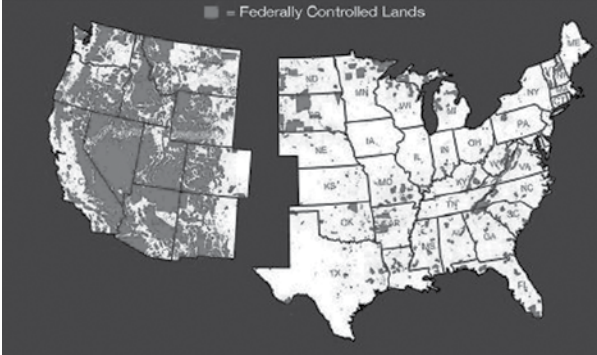 = Federally Controlled Lands
ME
ND
MN
WI
MI
NY
PA
NE
IA
IL
IN
OH
KS
MO
KY
VA
NC
TN
OK
AR
SC
MS
GA
TX
FL